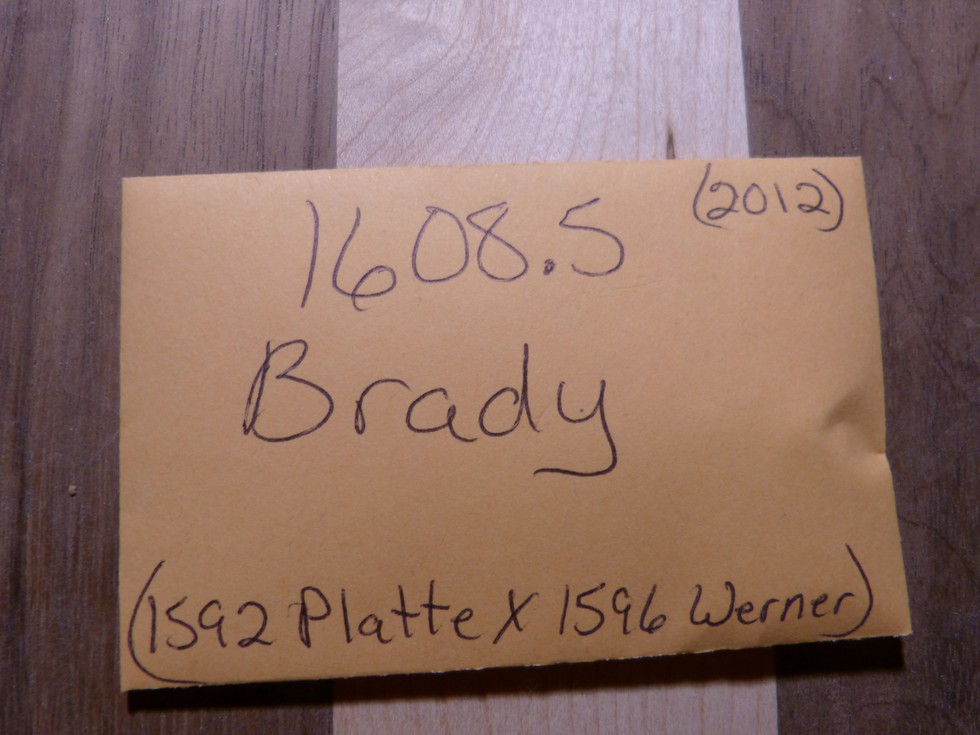 1608.5 (2012)
Brady
(1592 Platte X 1596 Werner)